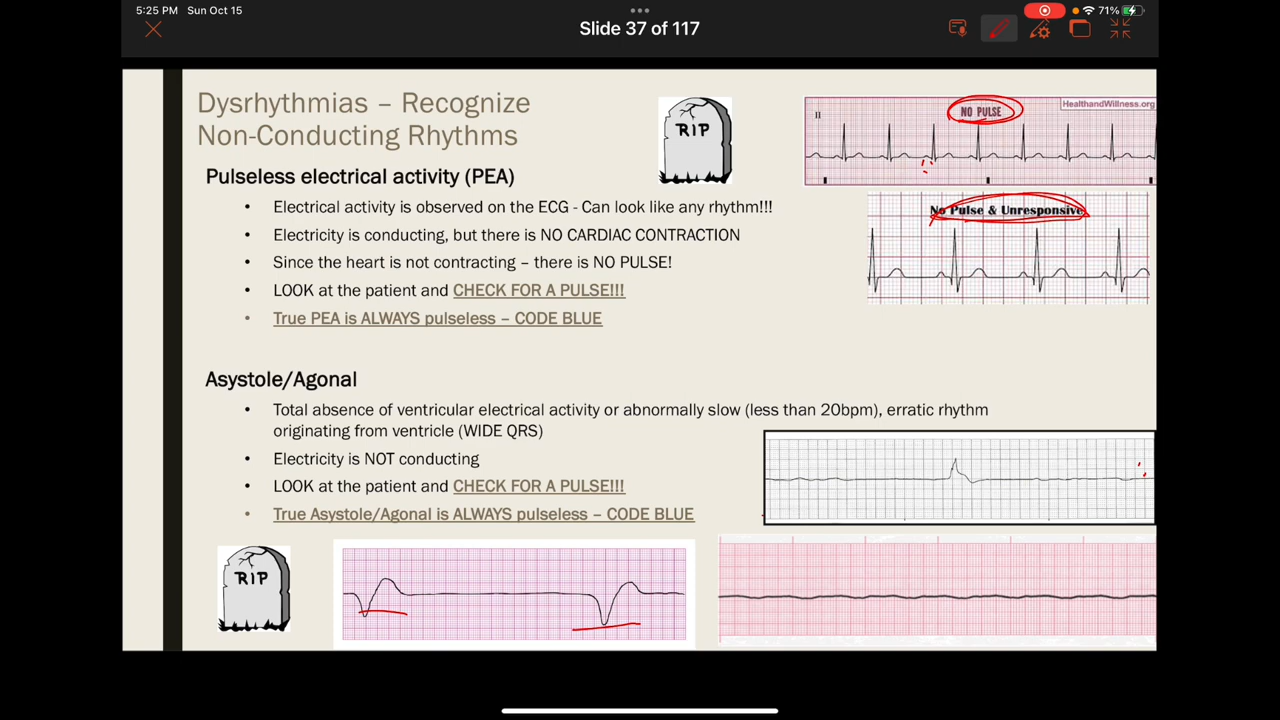 5:25 PM Sun Oct 15
71%
Slide 37 of 117
Dysrhythmias – Recognize
Non-Conducting Rhythms
RIP
HealthandWillness.org
II
NO PULSE
Pulseless electrical activity (PEA)
• Electrical activity is observed on the ECG - Can look like any rhythm!!!
No Pulse & Unresponsive
• Electricity is conducting, but there is NO CARDIAC CONTRACTION
• Since the heart is not contracting – there is NO PULSE!
• LOOK at the patient and CHECK FOR A PULSE!!!
• True PEA is ALWAYS pulseless – CODE BLUE
Asystole/Agonal
• Total absence of ventricular electrical activity or abnormally slow (less than 20bpm), erratic rhythm
originating from ventricle (WIDE QRS)
• Electricity is NOT conducting
• LOOK at the patient and CHECK FOR A PULSE!!!
• True Asystole/Agonal is ALWAYS pulseless – CODE BLUE
RIP